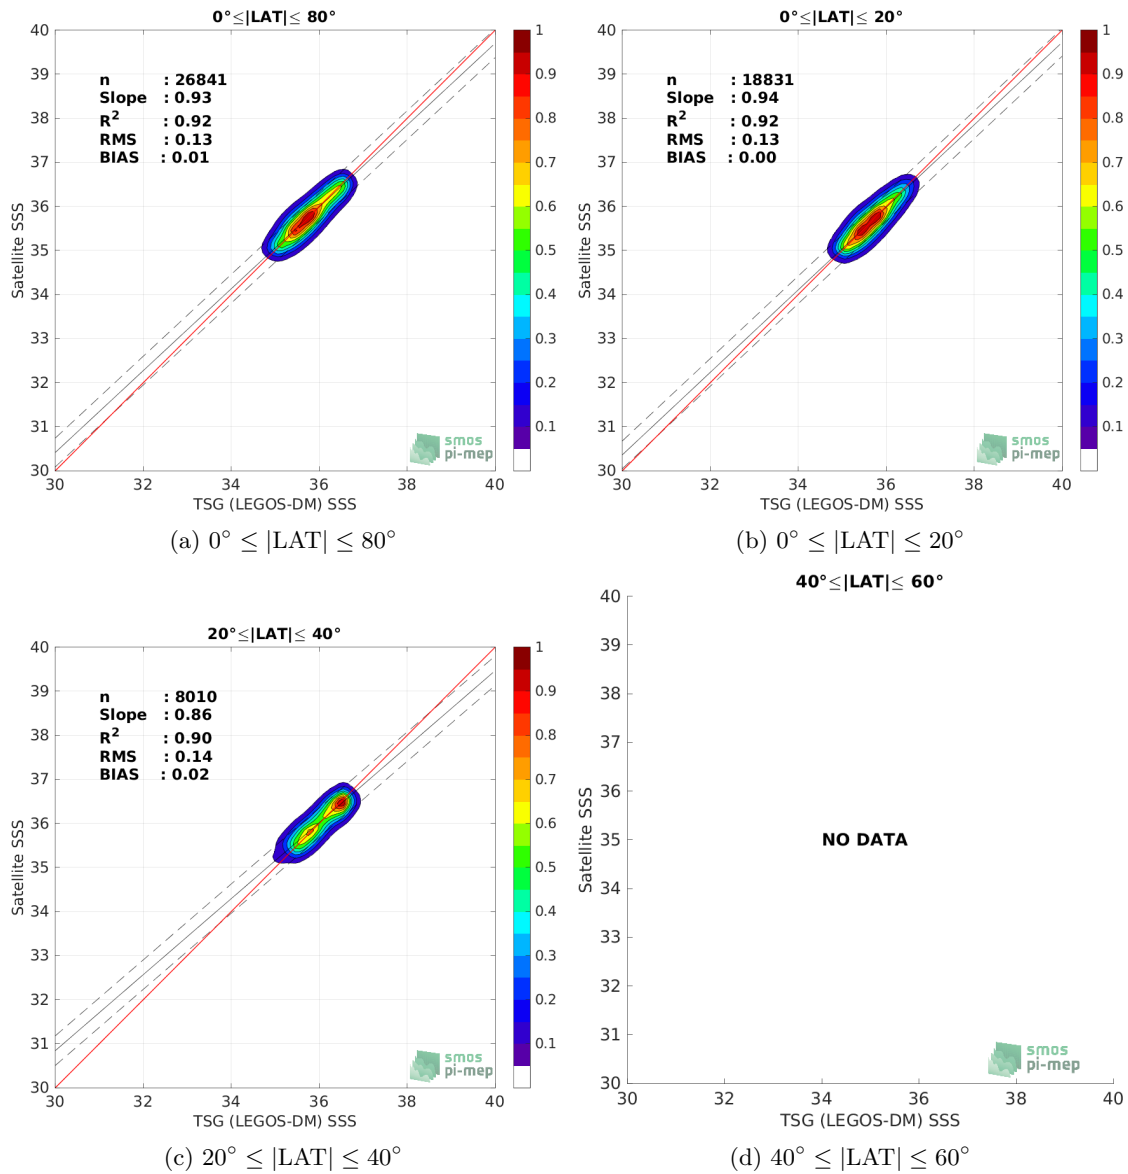 0°≤|LAT|≤ 80°
40
39
38
37
36
35
34
33
32
31
30
30
32
34
36
38
40
n : 26841
Slope : 0.93
R² : 0.92
RMS : 0.13
BIAS : 0.01
Satellite SSS
TSG (LEGOS-DM) SSS
1
0.9
0.8
0.7
0.6
0.5
0.4
0.3
0.2
0.1
smos
pi-mep
(a) 0° ≤ |LAT| ≤ 80°
0°≤|LAT|≤ 20°
40
39
38
37
36
35
34
33
32
31
30
30
32
34
36
38
40
n : 18831
Slope : 0.94
R² : 0.92
RMS : 0.13
BIAS : 0.00
Satellite SSS
TSG (LEGOS-DM) SSS
1
0.9
0.8
0.7
0.6
0.5
0.4
0.3
0.2
0.1
smos
pi-mep
(b) 0° ≤ |LAT| ≤ 20°
20°≤|LAT|≤ 40°
40
39
38
37
36
35
34
33
32
31
30
30
32
34
36
38
40
n : 8010
Slope : 0.86
R² : 0.90
RMS : 0.14
BIAS : 0.02
Satellite SSS
TSG (LEGOS-DM) SSS
1
0.9
0.8
0.7
0.6
0.5
0.4
0.3
0.2
0.1
smos
pi-mep
(c) 20° ≤ |LAT| ≤ 40°
40°≤|LAT|≤ 60°
40
39
38
37
36
35
34
33
32
31
30
30
32
34
36
38
40
NO DATA
Satellite SSS
TSG (LEGOS-DM) SSS
smos
pi-mep
(d) 40° ≤ |LAT| ≤ 60°